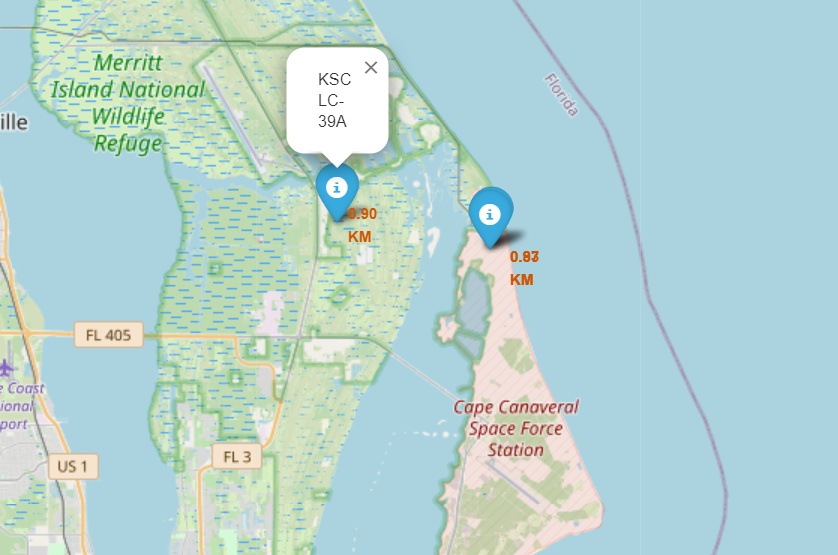 Merritt
Island National
Wildlife
Refuge
ille
KSC
LC-
39A
Florida
0.90
KM
KM
FL 405
e Coast
ional
port
Cape Canaveral
Space Force
Station
FL 3
US 1